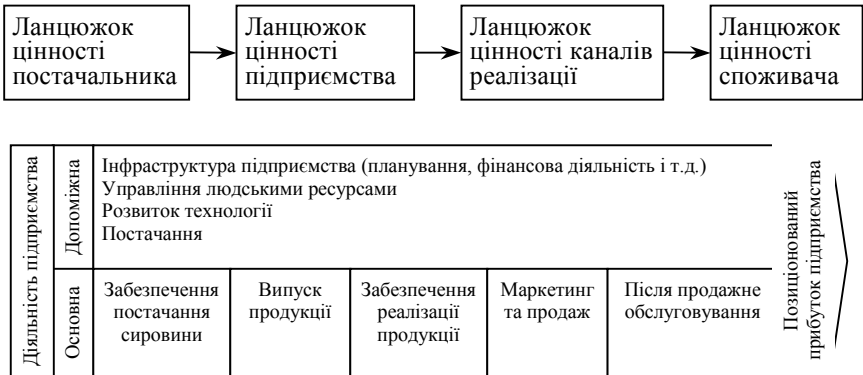 Ланцюжок
цінності
постачальника
Ланцюжок
цінності
підприємства
Ланцюжок
цінності каналів
реалізації
Ланцюжок
цінності
споживача
Діяльність підприємства
Допоміжна
Інфраструктура підприємства (планування, фінансова діяльність і т.д.)
Управління людськими ресурсами
Розвиток технології
Постачання
Основна
Забезпечення
постачання
сировини
Випуск
продукції
Забезпечення
реалізації
продукції
Маркетинг
та продаж
Після продажне
обслуговування
Позиціонований
прибуток підприємства